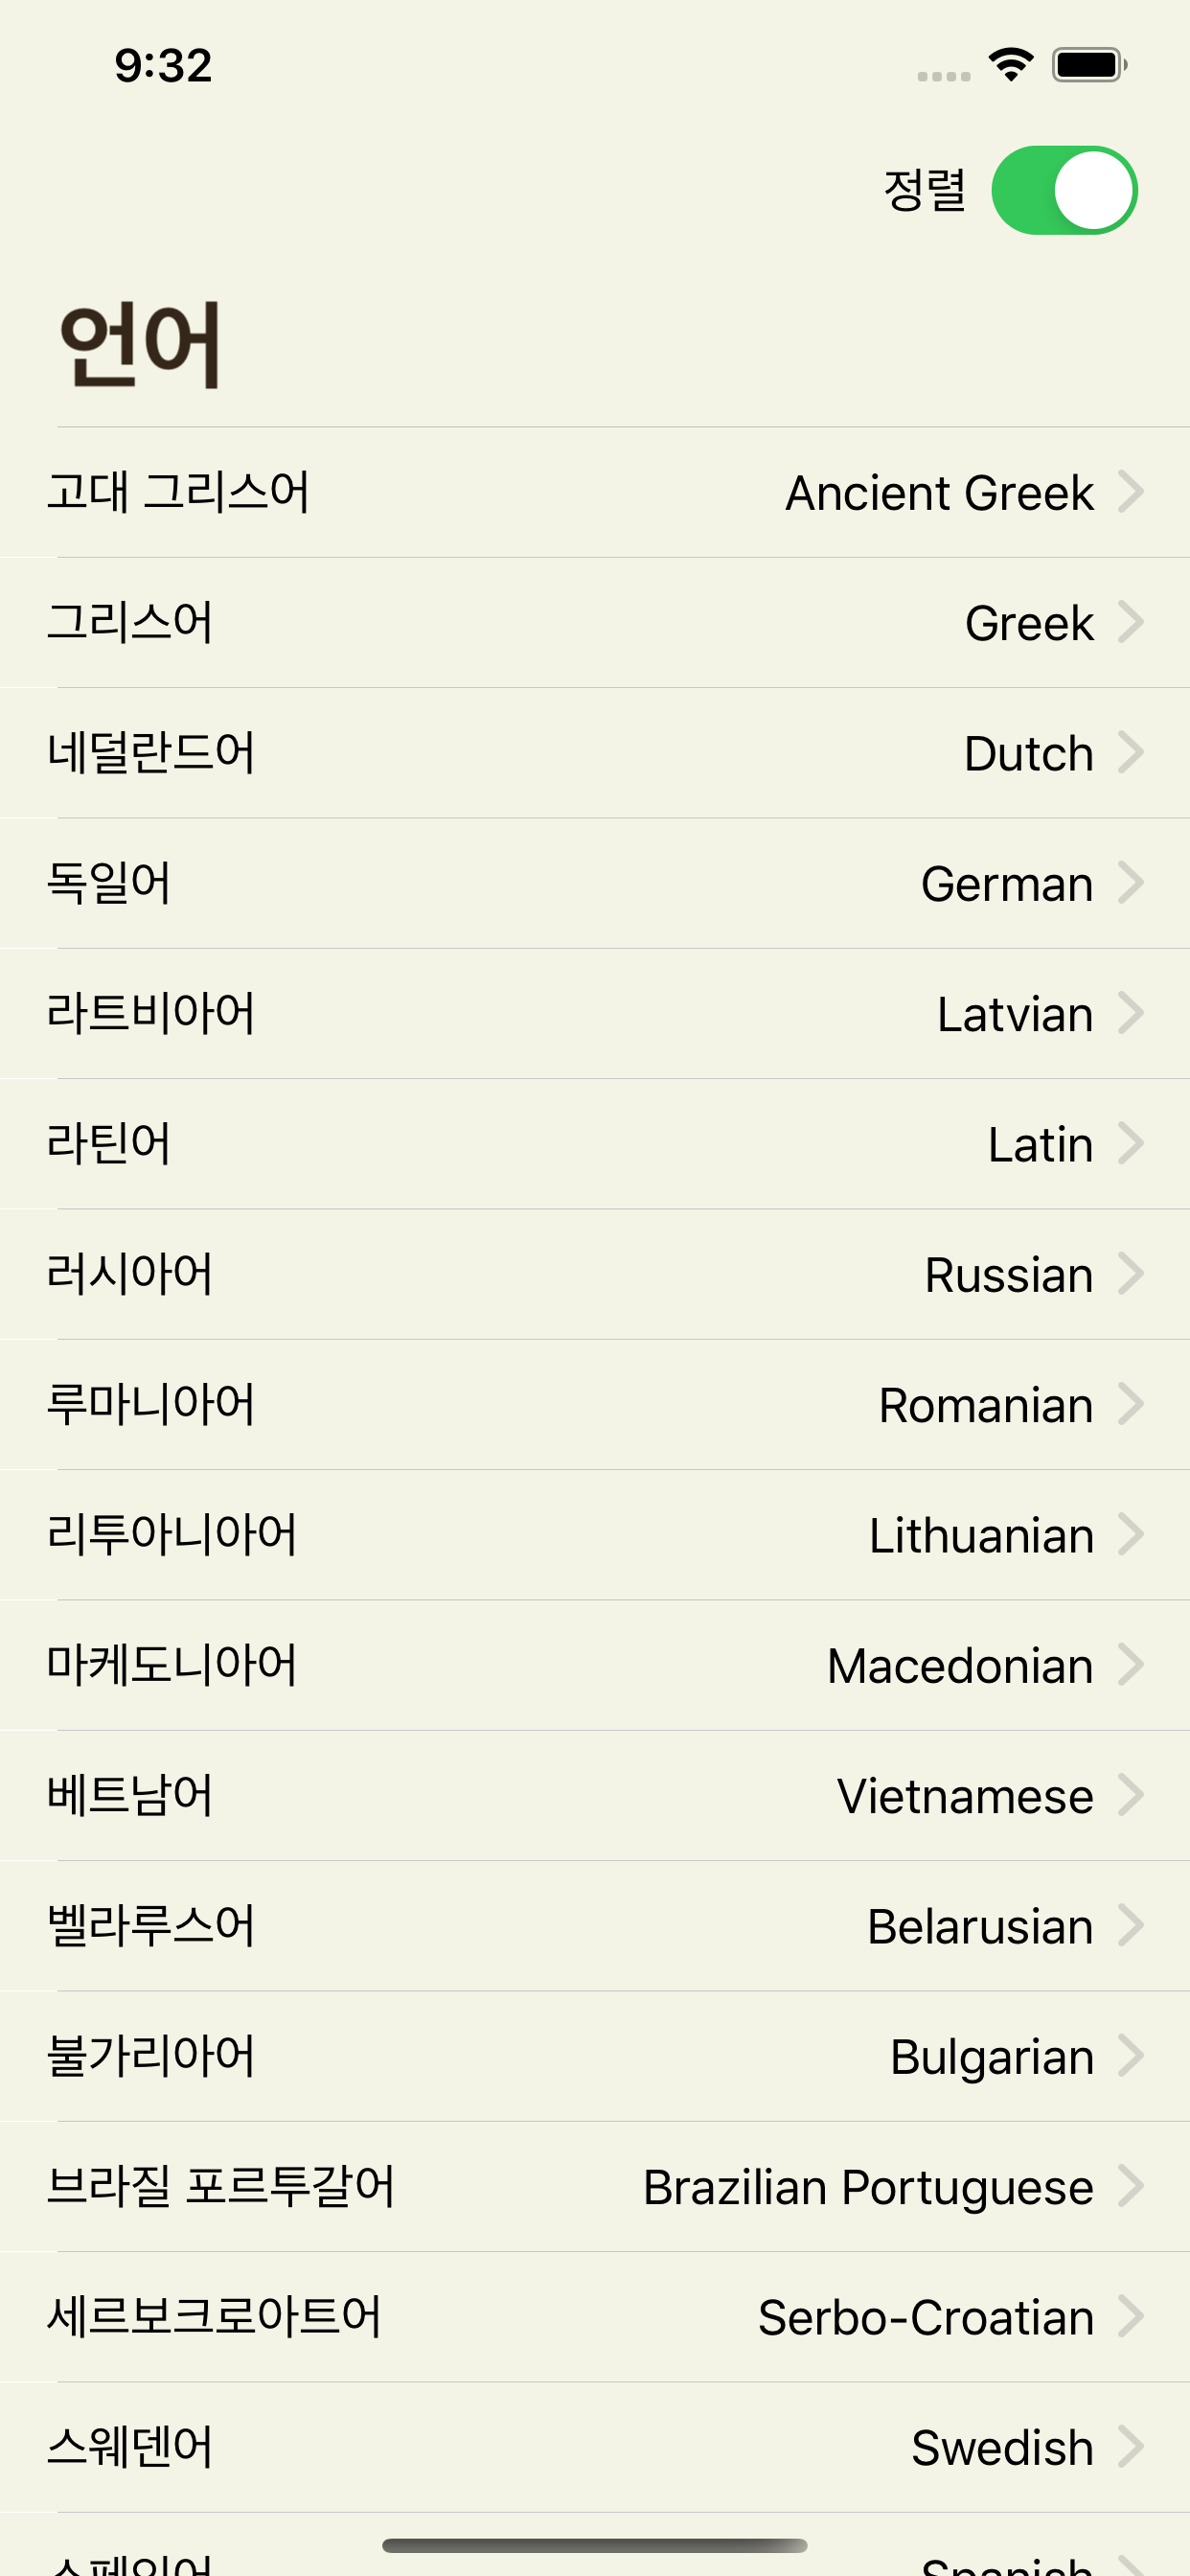 9:32
정렬
언어
고대 그리스어 Ancient Greek
그리스어 Greek
네덜란드어 Dutch
독일어 German
라트비아어 Latvian
라틴어 Latin
러시아어 Russian
루마니아어 Romanian
리투아니아어 Lithuanian
마케도니아어 Macedonian
베트남어 Vietnamese
벨라루스어 Belarusian
불가리아어 Bulgarian
브라질 포르투갈어 Brazilian Portuguese
세르보크로아트어 Serbo-Croatian
스웨덴어 Swedish
스페인어 Spanish